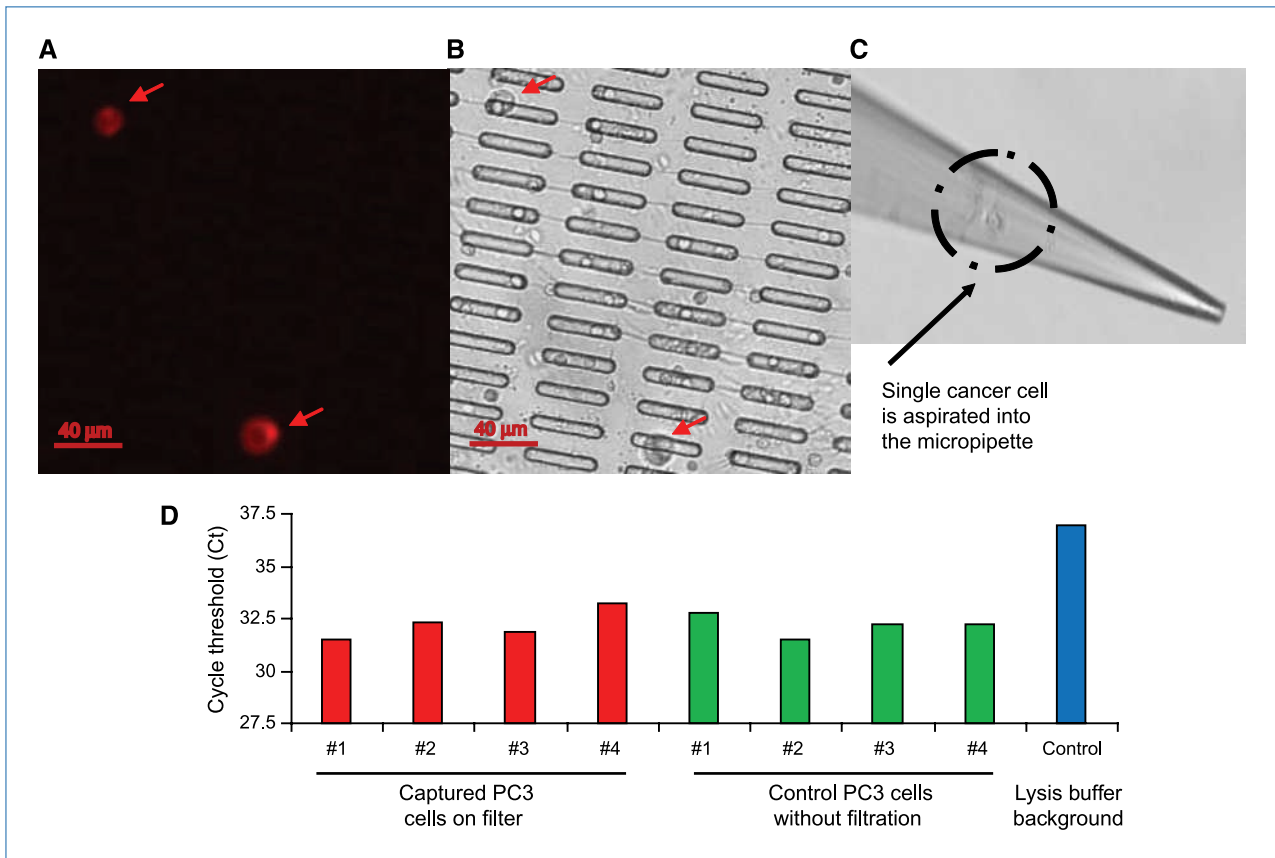 A
B
C
40 μm
40 μm
Single cancer cell
is aspirated into
the micropipette
D
Cycle threshold (Ct)
37.5
35
32.5
30
27.5
#1 #2 #3 #4 #1 #2 #3 #4 Control
Captured PC3
cells on filter
Control PC3 cells
without filtration
Lysis buffer
background